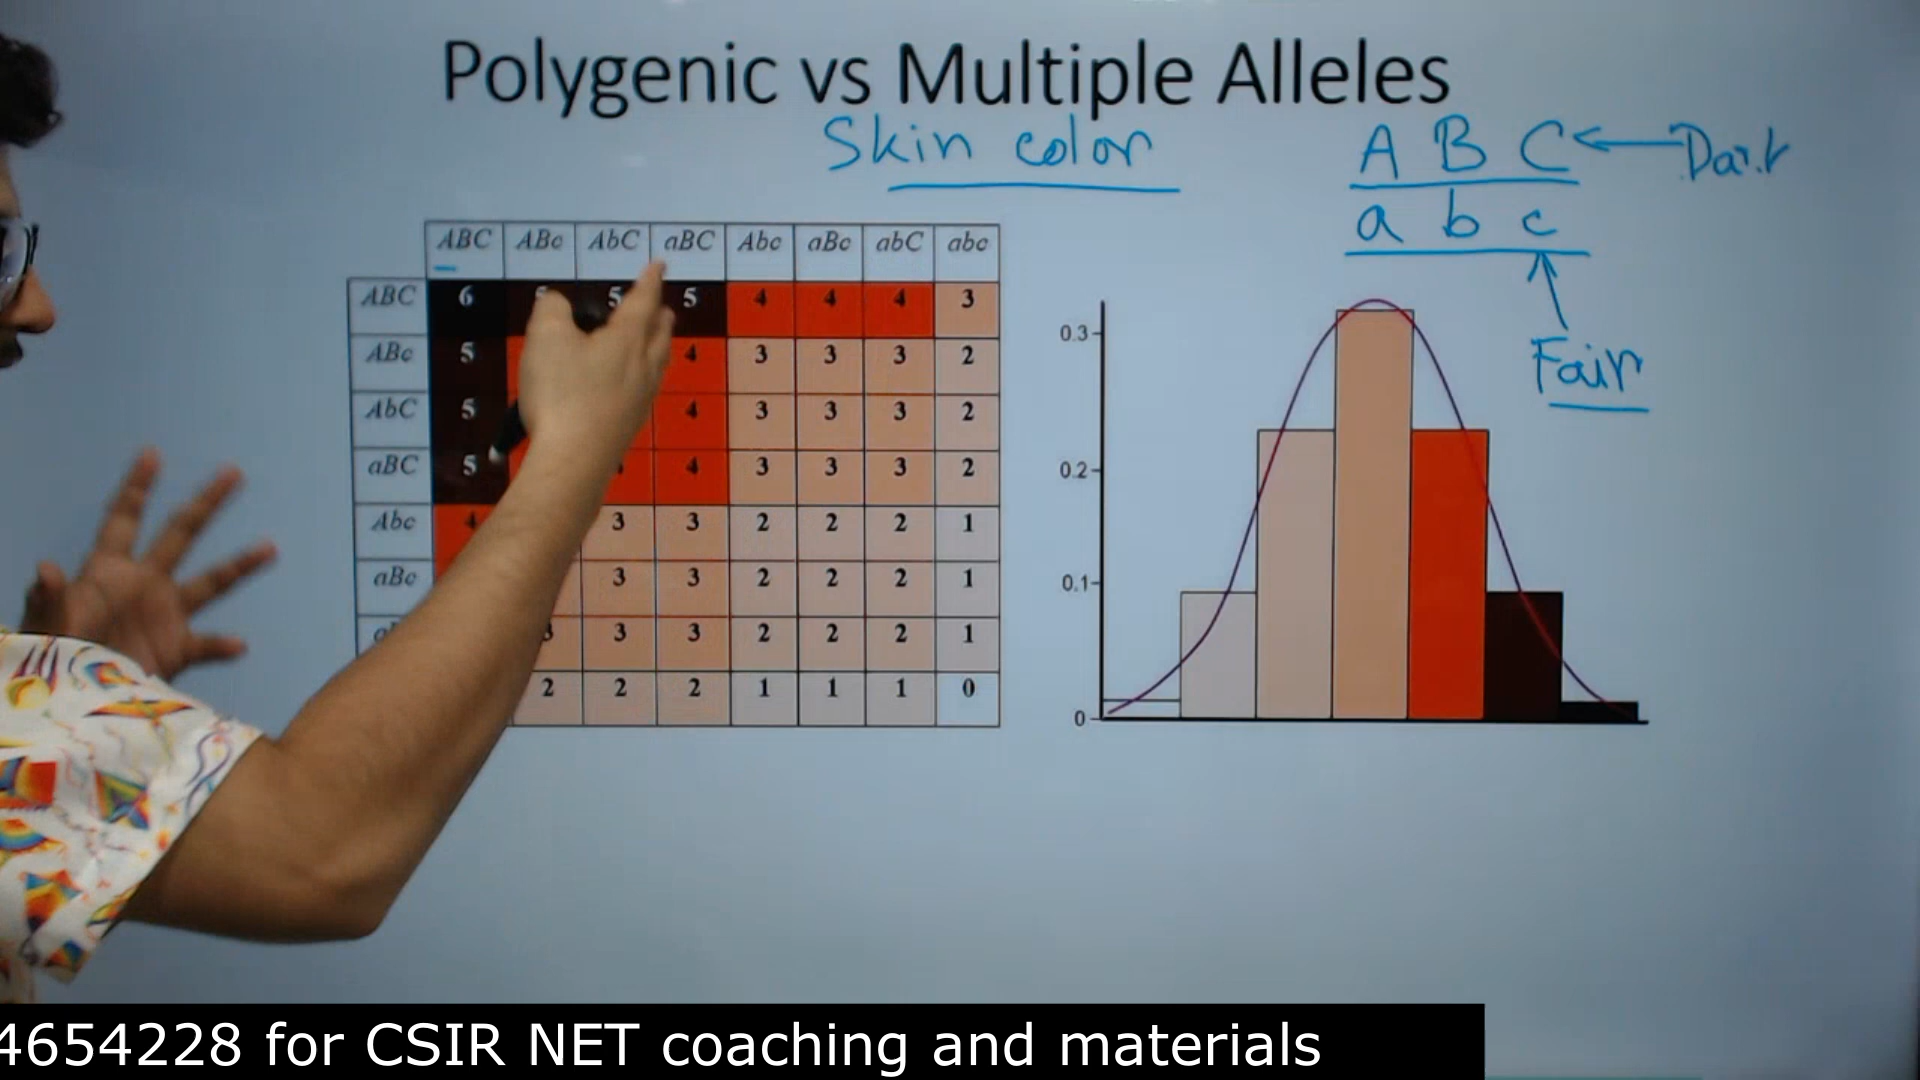 Polygenic vs Multiple Alleles
Skin color
A B C
a b c
Fair
ABC ABc AbC aBC Abc aBc abC abc
ABC 6 5 5 4 4 4 3
ABc 5 4 3 3 3 2
AbC 5 4 3 3 3 2
aBC 5 4 3 3 3 2
Abc 4 3 3 2 2 2 1
aBc 3 3 2 2 2 1
3 3 3 2 2 2 1
2 2 2 1 1 1 0
0.3
0.2
0.1
0
4654228 for CSIR NET coaching and materials